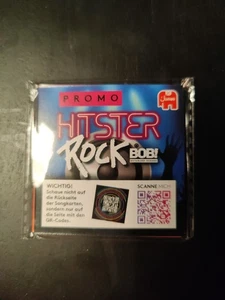 PROMO
Jumbo
HITSTER
ROCK
BOB!
WICHTIG!
Schaue nicht auf
die Rückseite
der Songkarten,
sondern nur auf
die Seite mit den
QR-Codes.
SCANNE MICH